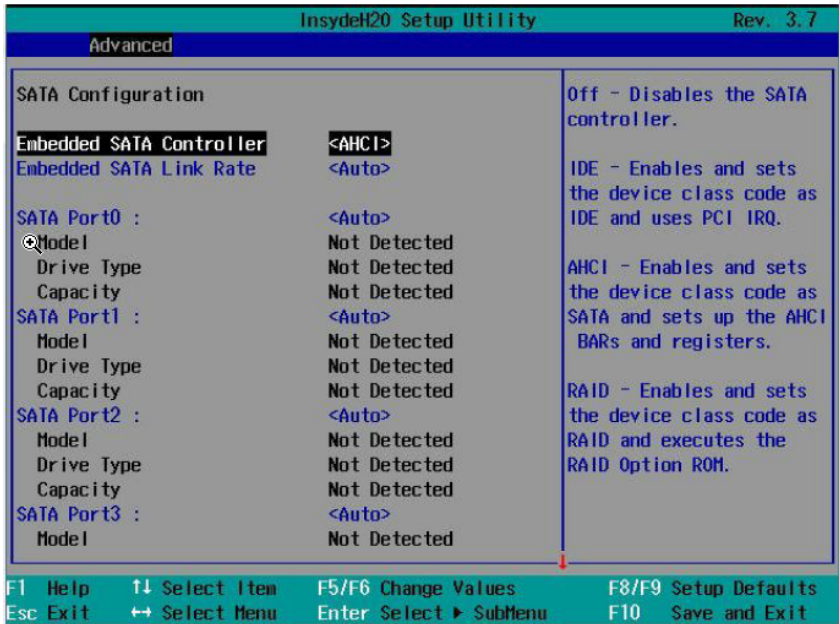 InsydeH20 Setup Utility Rev. 3.7
Advanced
SATA Configuration
Embedded SATA Controller <AHCI>
Embedded SATA Link Rate <Auto>
SATA Port0 : <Auto>
Model Not Detected
Drive Type Not Detected
Capacity Not Detected
SATA Port1 : <Auto>
Model Not Detected
Drive Type Not Detected
Capacity Not Detected
SATA Port2 : <Auto>
Model Not Detected
Drive Type Not Detected
Capacity Not Detected
SATA Port3 : <Auto>
Model Not Detected
Off - Disables the SATA
controller.
IDE - Enables and sets
the device class code as
IDE and uses PCI IRQ.
AHCI - Enables and sets
the device class code as
SATA and sets up the AHCI
BARs and registers.
RAID - Enables and sets
the device class code as
RAID and executes the
RAID Option ROM.
F1 Help ↑↓ Select Item F5/F6 Change Values F8/F9 Setup Defaults
Esc Exit ↔ Select Menu Enter Select ▶ SubMenu F10 Save and Exit